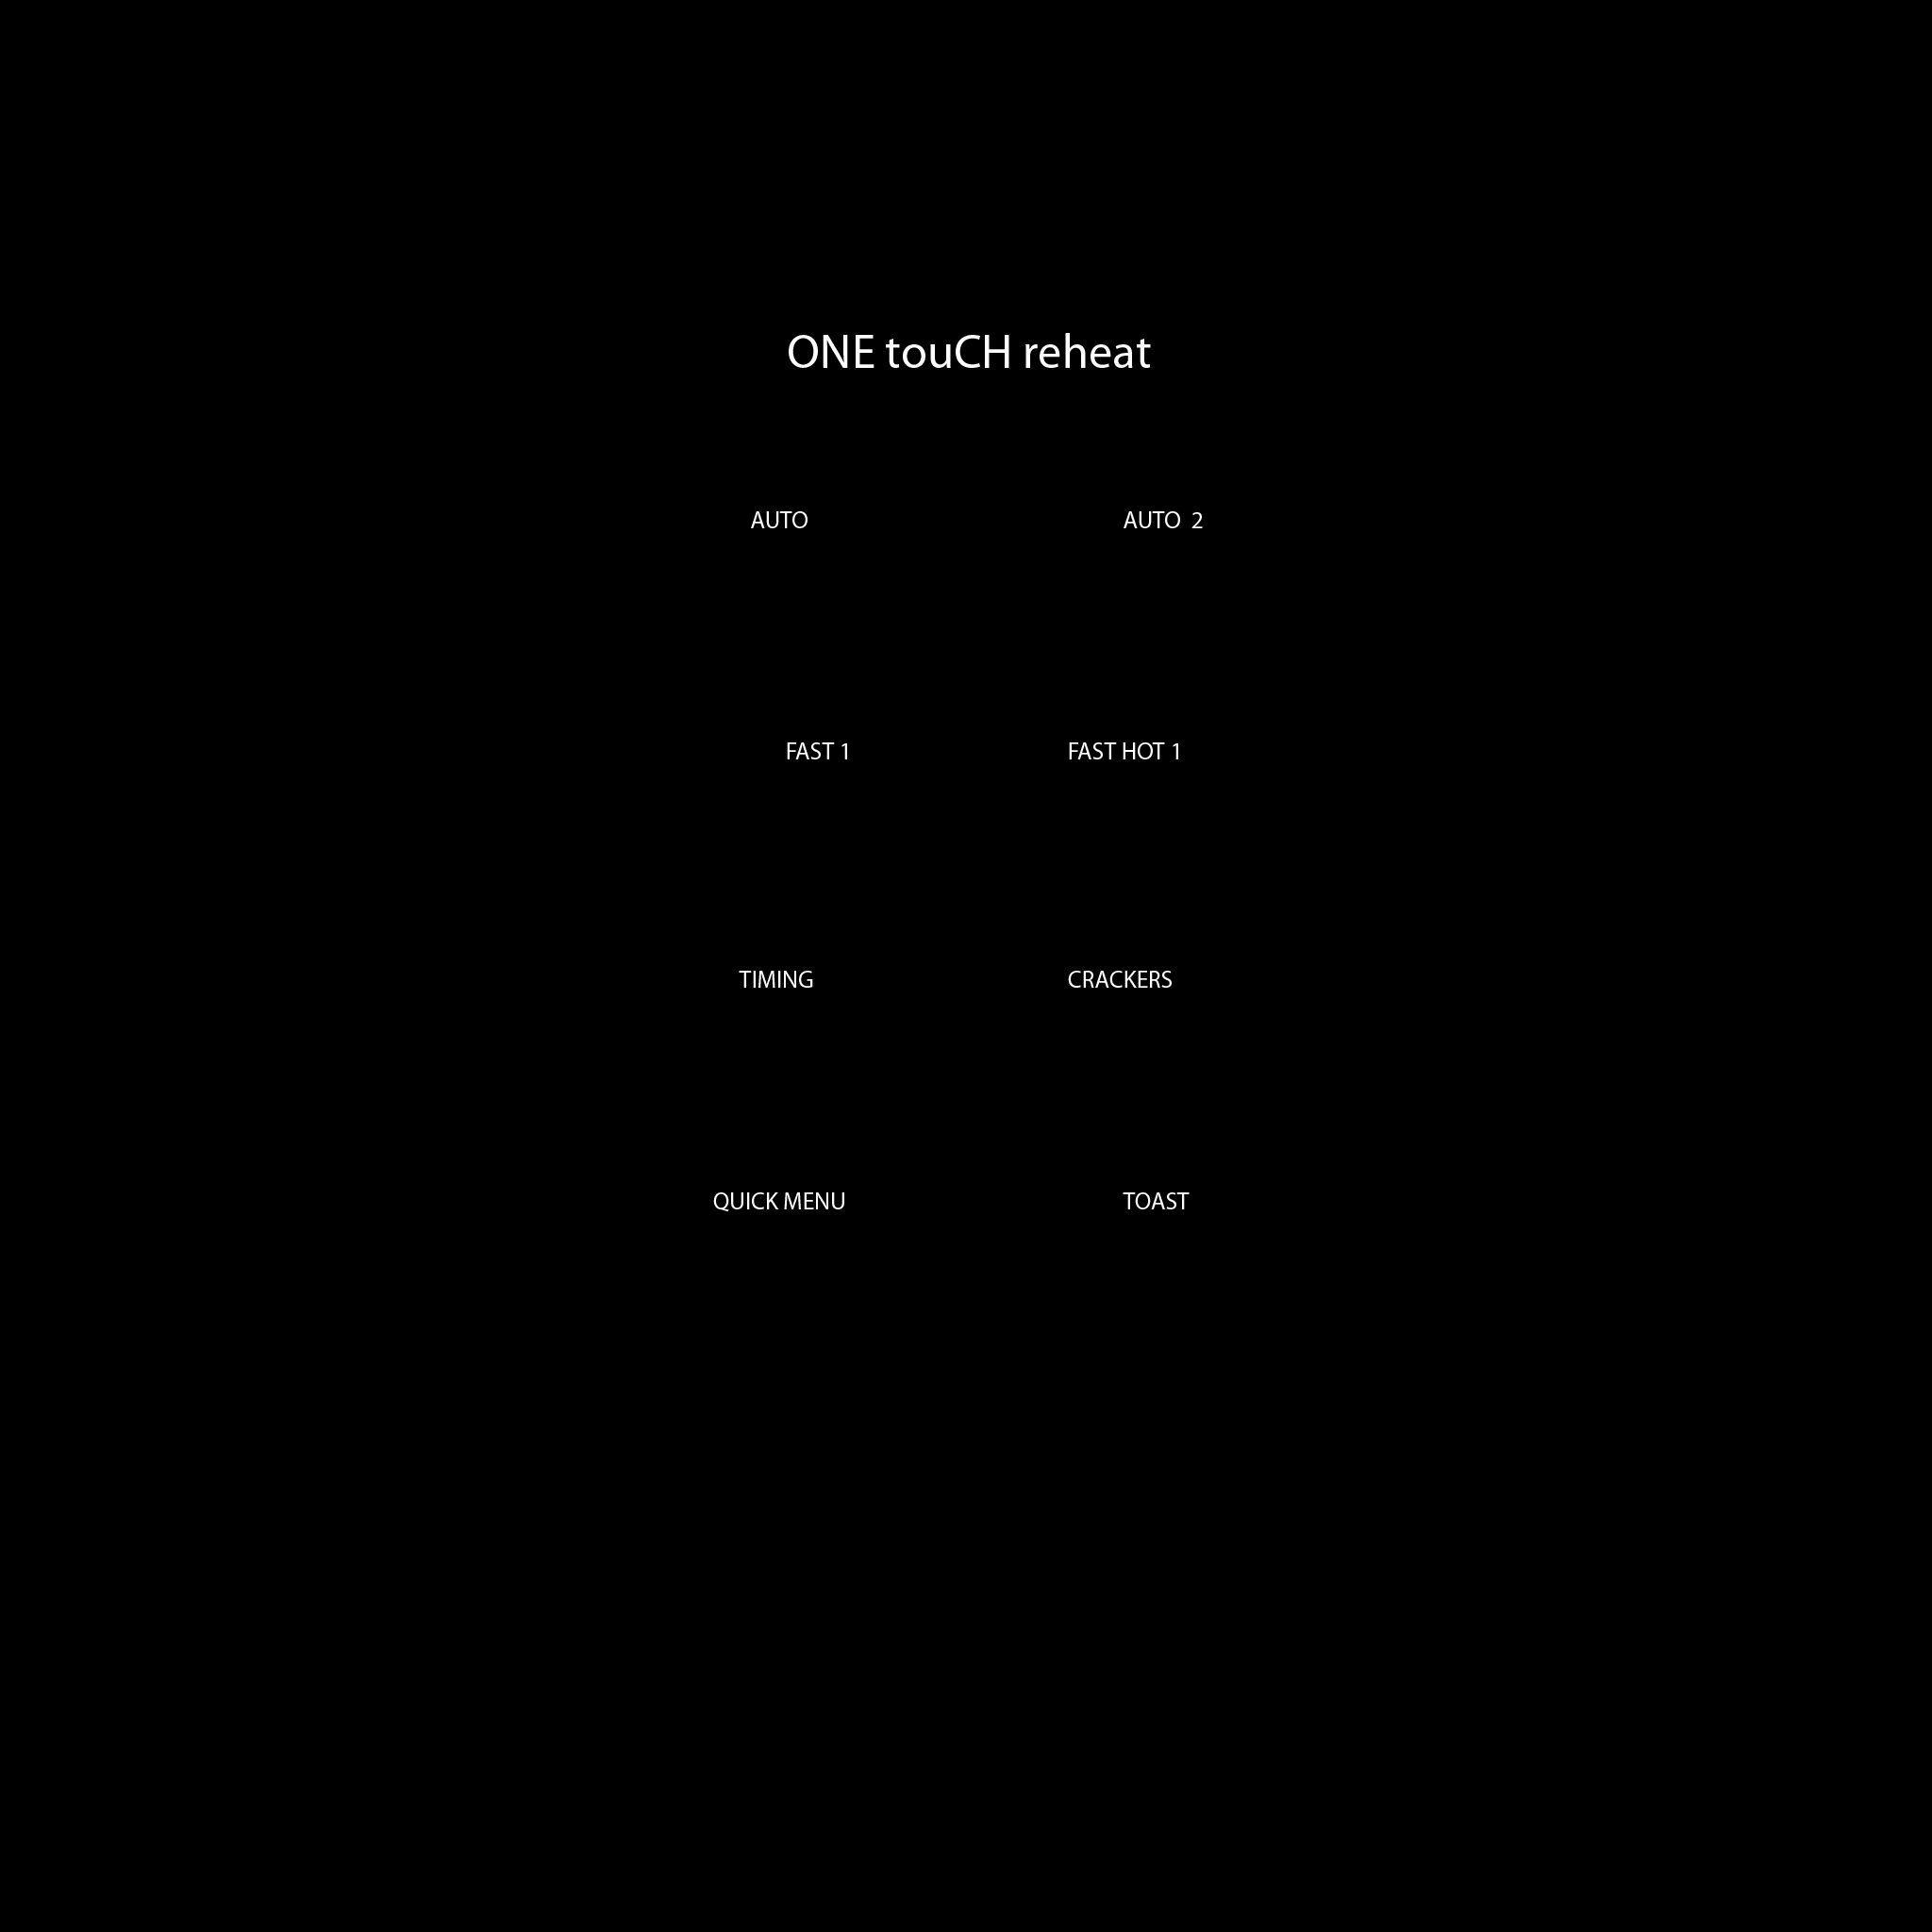 ONE touCH reheat
AUTO AUTO 2
FAST 1 FAST HOT 1
TIMING CRACKERS
QUICK MENU TOAST